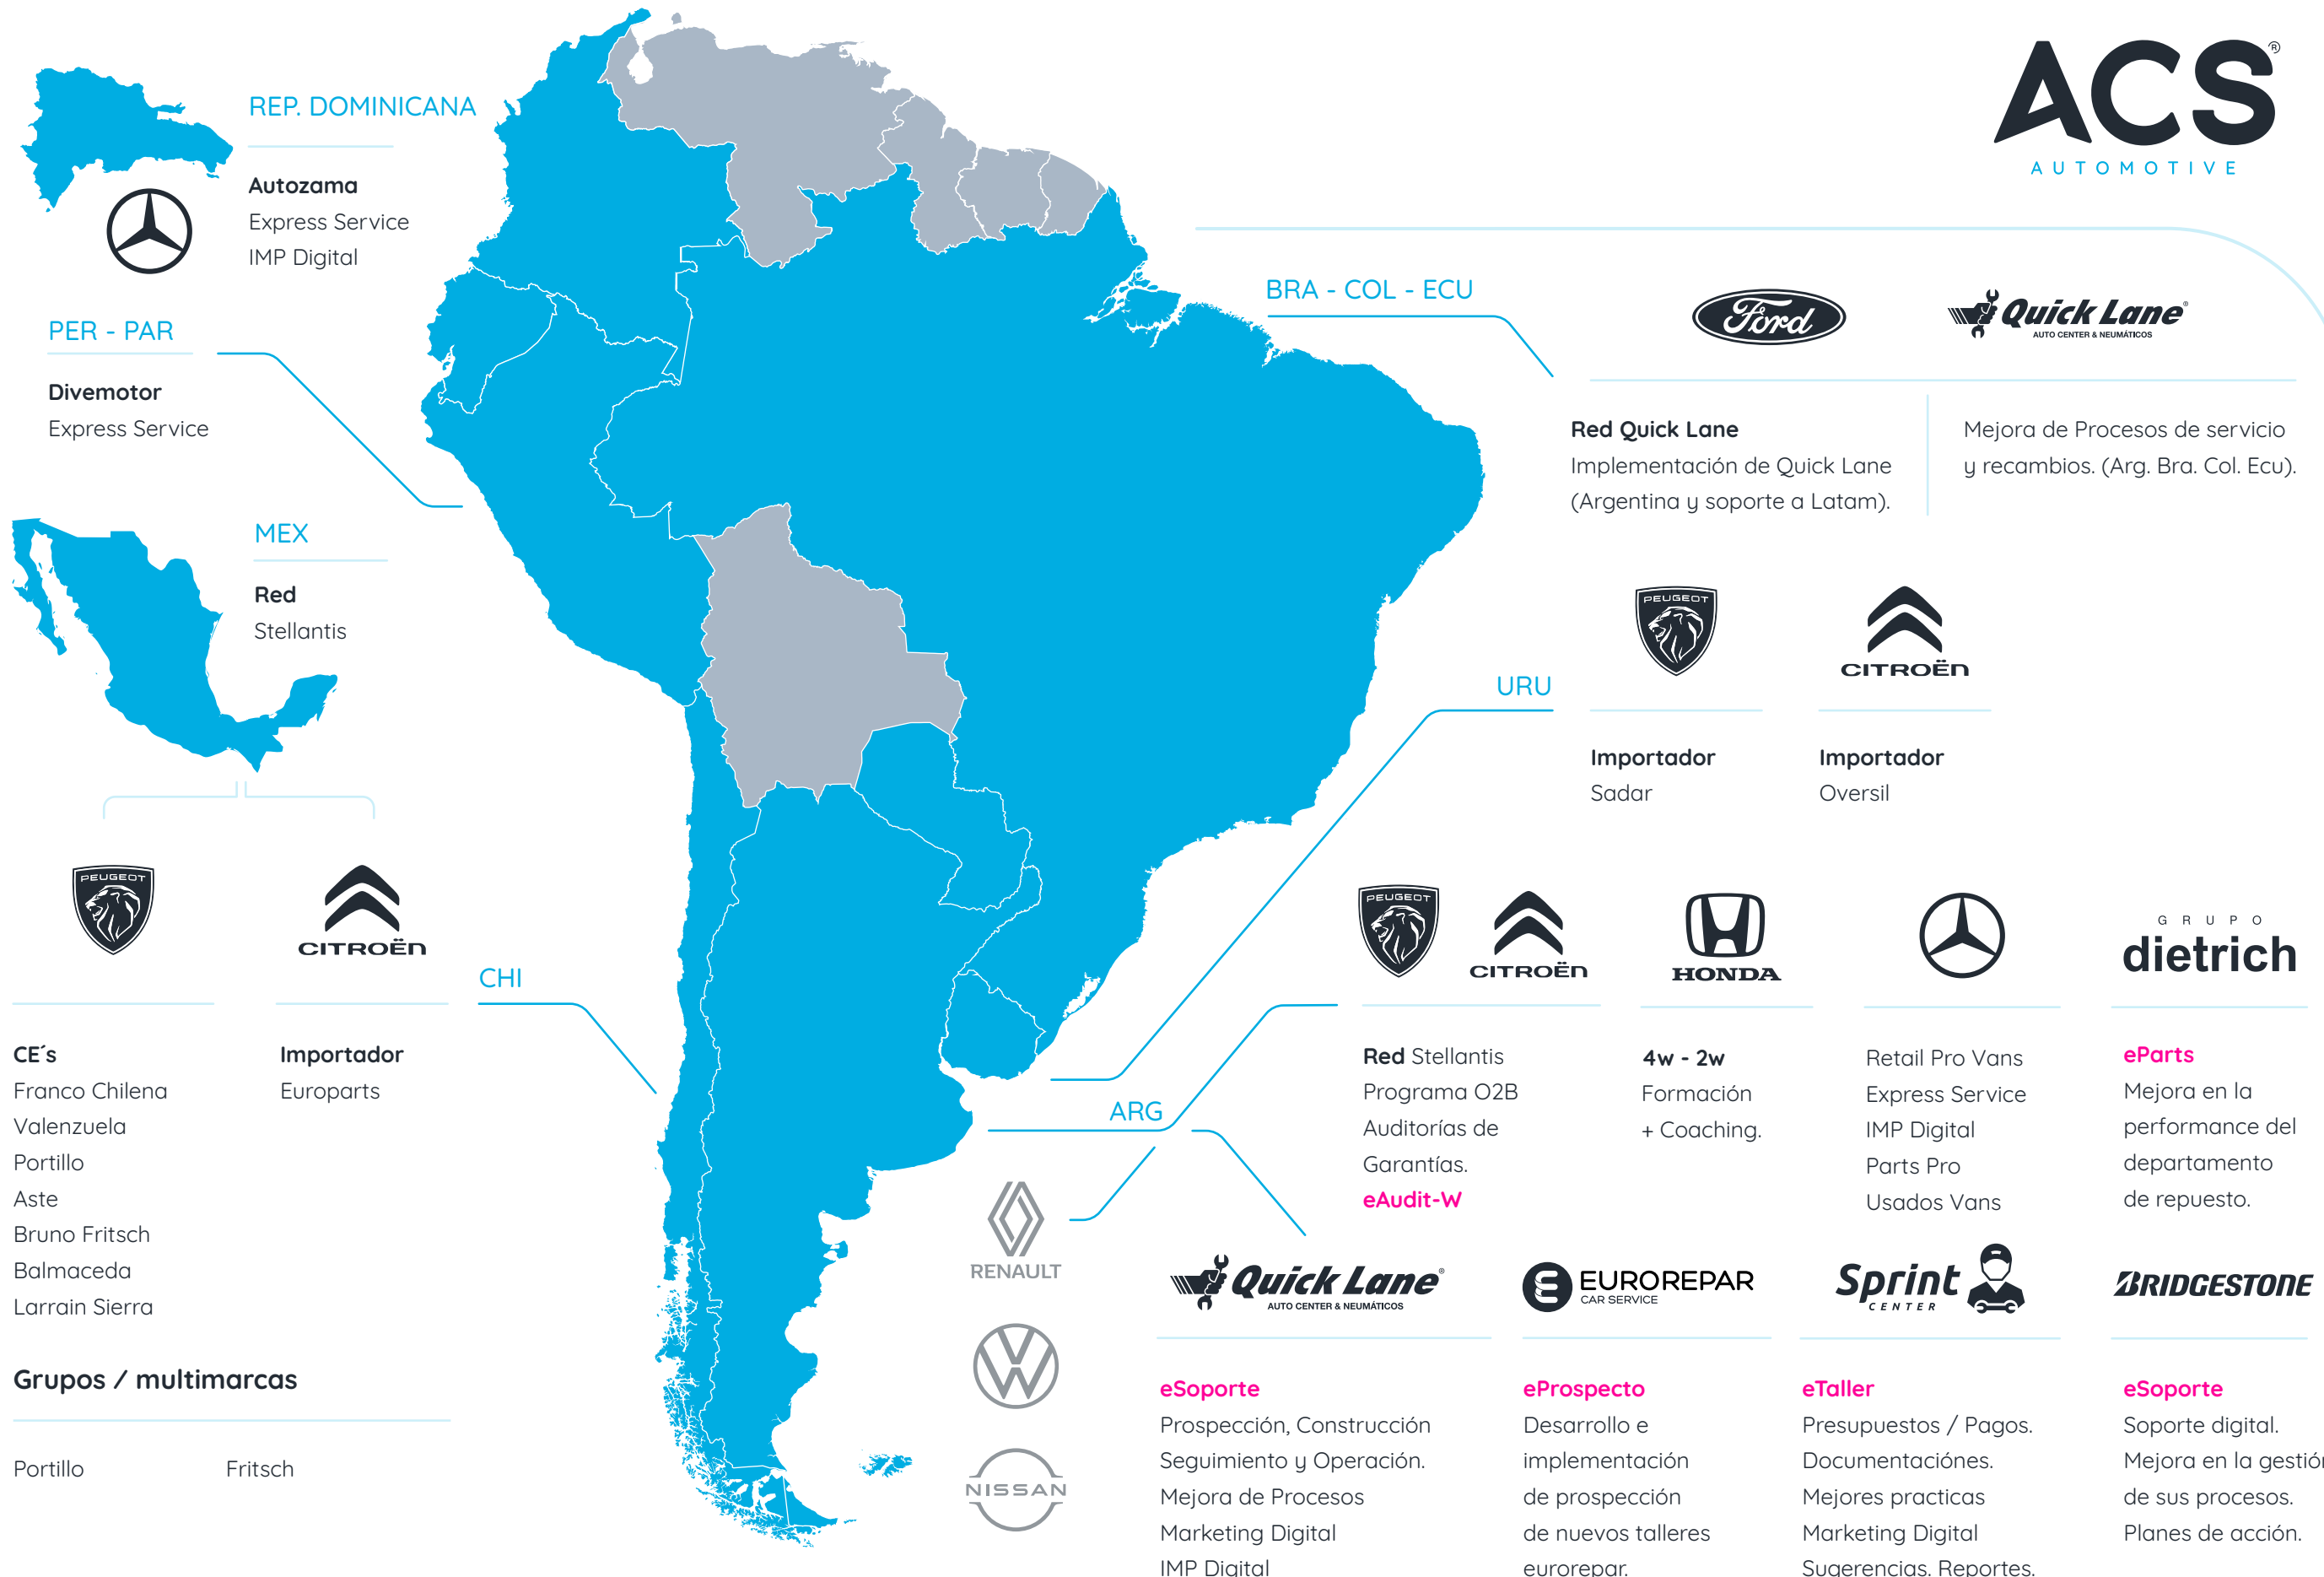 ACS®
AUTOMOTIVE
REP. DOMINICANA
Autozama
Express Service
IMP Digital
PER - PAR
Divemotor
Express Service
MEX
Red
Stellantis
PEUGEOT
CITROËN
CE´s
Franco Chilena
Valenzuela
Portillo
Aste
Bruno Fritsch
Balmaceda
Larrain Sierra
Importador
Europarts
Grupos / multimarcas
Portillo
Fritsch
CHI
BRA - COL - ECU
Ford
Quick Lane®
AUTO CENTER & NEUMÁTICOS
Red Quick Lane
Implementación de Quick Lane
(Argentina y soporte a Latam).
Mejora de Procesos de servicio
y recambios. (Arg. Bra. Col. Ecu).
URU
PEUGEOT
CITROËN
Importador
Sadar
Importador
Oversil
ARG
PEUGEOT
CITROËN
Red Stellantis
Programa O2B
Auditorías de
Garantías.
eAudit-W
HONDA
4w - 2w
Formación
+ Coaching.
Retail Pro Vans
Express Service
IMP Digital
Parts Pro
Usados Vans
GRUPO
dietrich
eParts
Mejora en la
performance del
departamento
de repuesto.
RENAULT
NISSAN
Quick Lane®
AUTO CENTER & NEUMÁTICOS
eSoporte
Prospección, Construcción
Seguimiento y Operación.
Mejora de Procesos
Marketing Digital
IMP Digital
EUROREPAR
CAR SERVICE
eProspecto
Desarrollo e
implementación
de prospección
de nuevos talleres
eurorepar.
Sprint
CENTER
eTaller
Presupuestos / Pagos.
Documentaciónes.
Mejores practicas
Marketing Digital
Sugerencias. Reportes.
BRIDGESTONE
eSoporte
Soporte digital.
Mejora en la gestión
de sus procesos.
Planes de acción.